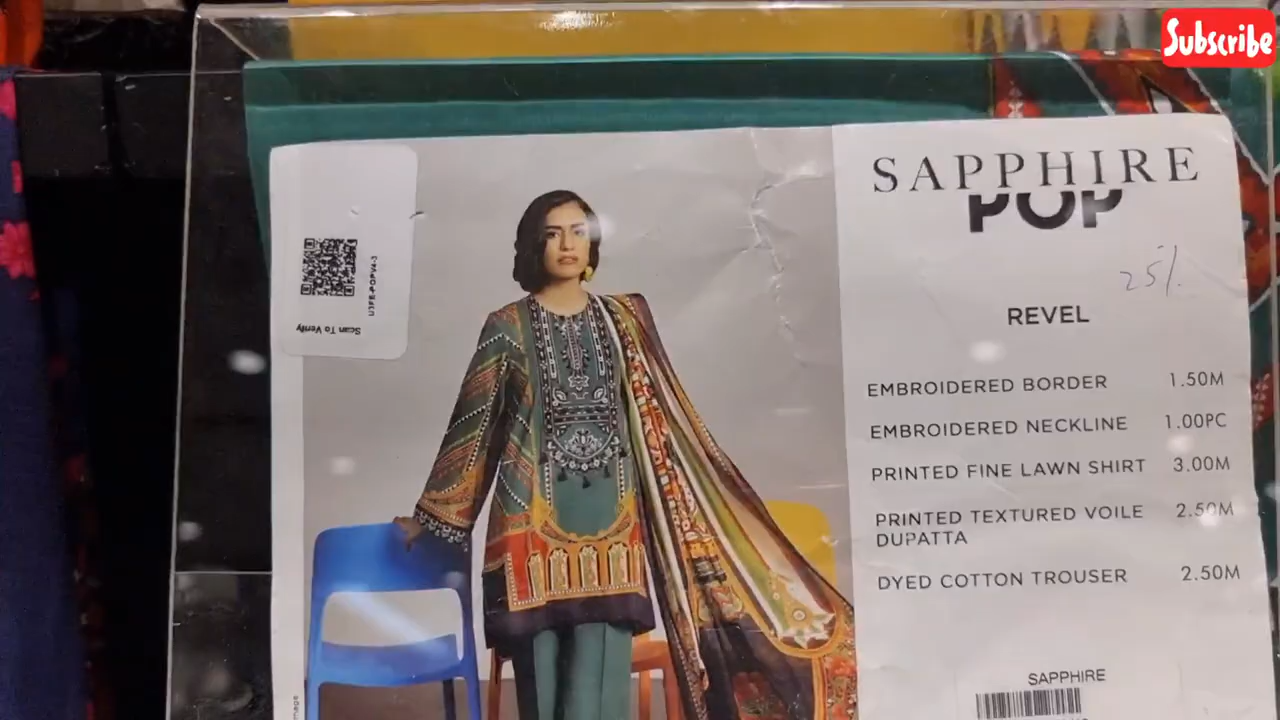 Subscribe
SAPPHIRE
POP
25%
REVEL
EMBROIDERED BORDER 1.50M
EMBROIDERED NECKLINE 1.00PC
PRINTED FINE LAWN SHIRT 3.00M
PRINTED TEXTURED VOILE 2.50M
DUPATTA
DYED COTTON TROUSER 2.50M
SAPPHIRE
Scan To Verify